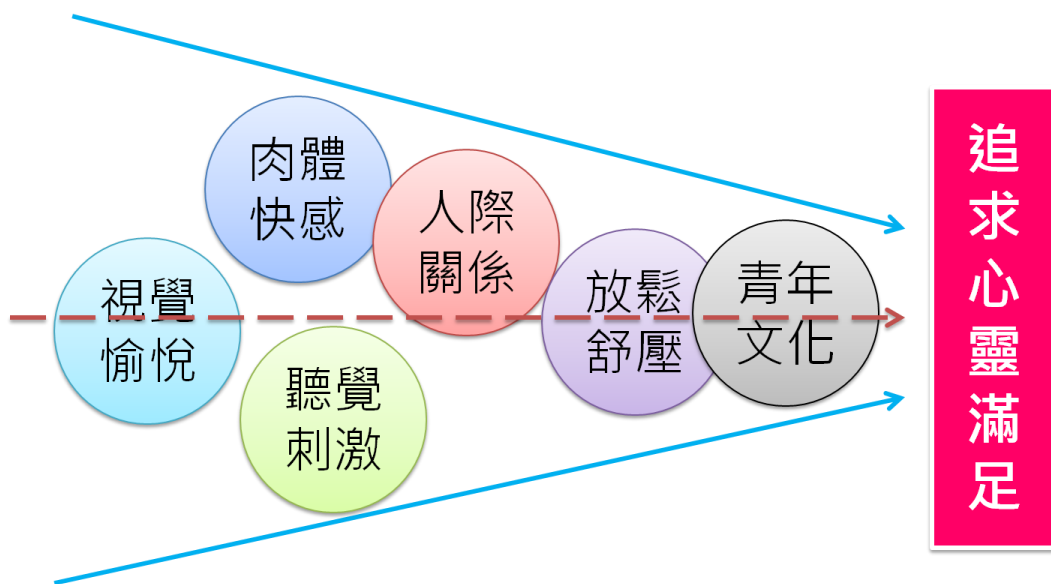 視覺
愉悅
肉體
快感
聽覺
刺激
人際
關係
放鬆
舒壓
青年
文化
追求心靈滿足